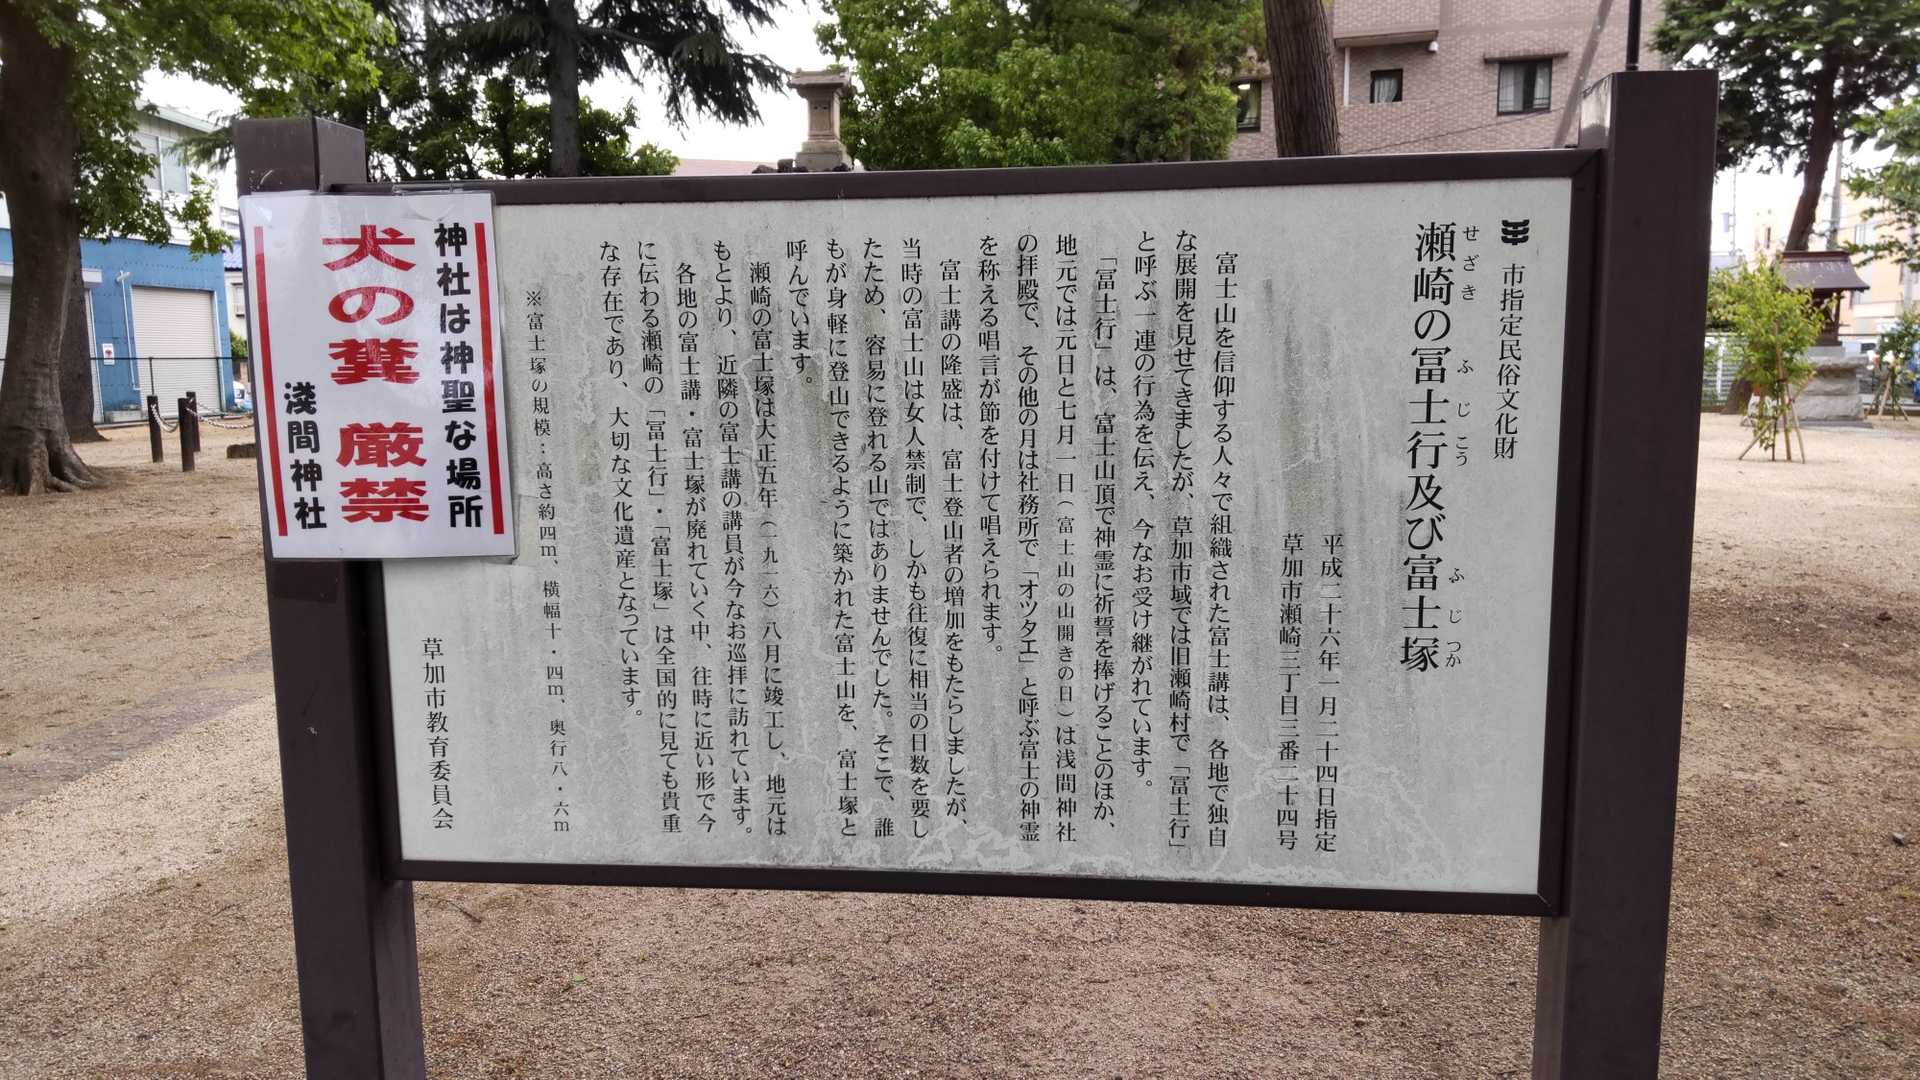 市指定民俗文化財
瀬崎の冨士行及び富士塚
せざき ふじこう ふじつか
平成二十六年一月二十四日指定
草加市瀬崎三丁目三番二十四号
富士山を信仰する人々で組織された富士講は、各地で独自
な展開を見せてきましたが、草加市域では旧瀬崎村で「冨士行」
と呼ぶ一連の行為を伝え、今なお受け継がれています。
「冨士行」は、富士山頂で神霊に祈誓を捧げることのほか、
地元では元日と七月一日（富士山の山開きの日）は浅間神社
の拝殿で、その他の月は社務所で「オツタエ」と呼ぶ富士の神霊
を称える唱言が節を付けて唱えられます。
富士講の隆盛は、富士登山者の増加をもたらしましたが、
当時の富士山は女人禁制で、しかも往復に相当の日数を要し
たため、容易に登れる山ではありませんでした。そこで、誰
もが身軽に登山できるように築かれた富士山を、富士塚と
呼んでいます。
瀬崎の富士塚は大正五年（一九一六）八月に竣工し、地元は
もとより、近隣の富士講の講員が今なお巡拝に訪れています。
各地の富士講・富士塚が廃れていく中、往時に近い形で今
に伝わる瀬崎の「冨士行」・「富士塚」は全国的に見ても貴重
な存在であり、大切な文化遺産となっています。
※富士塚の規模：高さ約四m、横幅十・四m、奥行八・六m
草加市教育委員会
神社は神聖な場所
犬の糞 厳禁
淺間神社